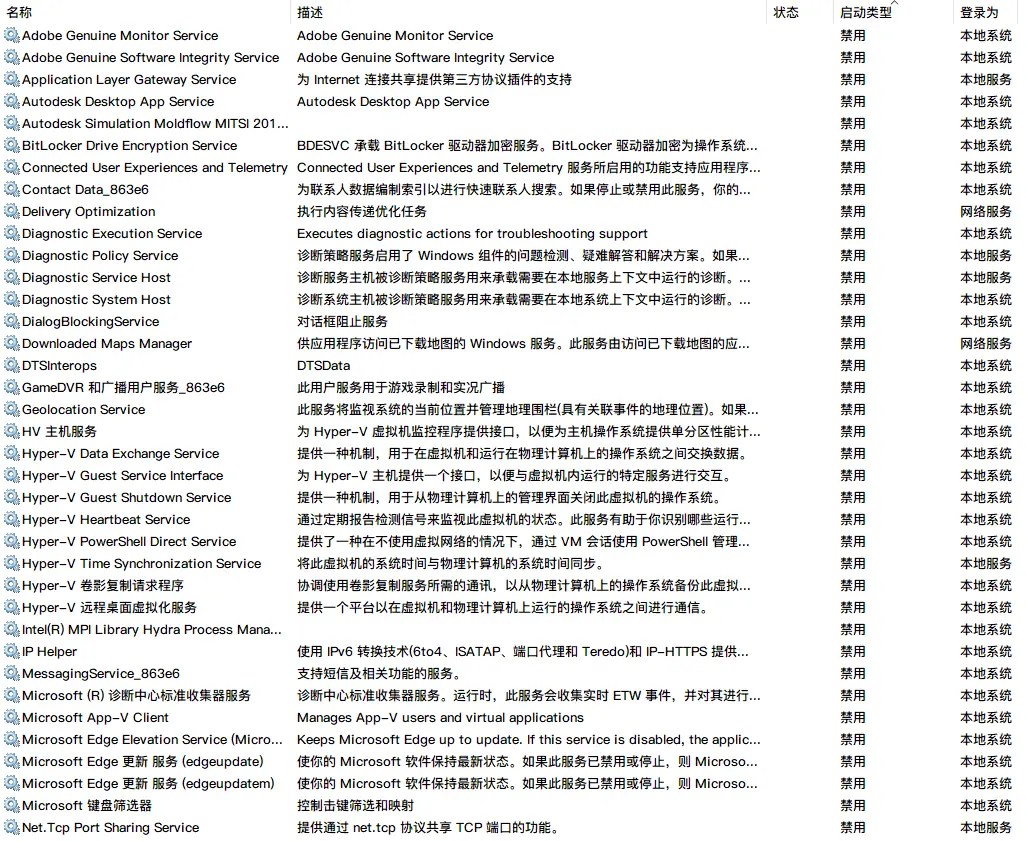 名称 描述 状态 启动类型 登录为
Adobe Genuine Monitor Service Adobe Genuine Monitor Service 禁用 本地系统
Adobe Genuine Software Integrity Service Adobe Genuine Software Integrity Service 禁用 本地系统
Application Layer Gateway Service 为 Internet 连接共享提供第三方协议插件的支持 禁用 本地服务
Autodesk Desktop App Service Autodesk Desktop App Service 禁用 本地系统
Autodesk Simulation Moldflow MITSI 201... 禁用 本地系统
BitLocker Drive Encryption Service BDESVC 承载 BitLocker 驱动器加密服务。BitLocker 驱动器加密为操作系统... 禁用 本地系统
Connected User Experiences and Telemetry Connected User Experiences and Telemetry 服务所启用的功能支持应用程序... 禁用 本地系统
Contact Data_863e6 为联系人数据编制索引以进行快速联系人搜索。如果停止或禁用此服务，你的... 禁用 本地系统
Delivery Optimization 执行内容传递优化任务 禁用 网络服务
Diagnostic Execution Service Executes diagnostic actions for troubleshooting support 禁用 本地系统
Diagnostic Policy Service 诊断策略服务启用了 Windows 组件的问题检测、疑难解答和解决方案。如果... 禁用 本地服务
Diagnostic Service Host 诊断服务主机被诊断策略服务用来承载需要在本地服务上下文中运行的诊断。... 禁用 本地服务
Diagnostic System Host 诊断系统主机被诊断策略服务用来承载需要在本地系统上下文中运行的诊断。... 禁用 本地系统
DialogBlockingService 对话框阻止服务 禁用 本地系统
Downloaded Maps Manager 供应用程序访问已下载地图的 Windows 服务。此服务由访问已下载地图的应... 禁用 网络服务
DTSInterops DTSData 禁用 本地系统
GameDVR 和广播用户服务_863e6 此用户服务用于游戏录制和实况广播 禁用 本地系统
Geolocation Service 此服务将监视系统的当前位置并管理地理围栏(具有关联事件的地理位置)。如果... 禁用 本地系统
HV 主机服务 为 Hyper-V 虚拟机监控程序提供接口，以便为主机操作系统提供单分区性能计... 禁用 本地系统
Hyper-V Data Exchange Service 提供一种机制，用于在虚拟机和运行在物理计算机上的操作系统之间交换数据。 禁用 本地系统
Hyper-V Guest Service Interface 为 Hyper-V 主机提供一个接口，以便与虚拟机内运行的特定服务进行交互。 禁用 本地系统
Hyper-V Guest Shutdown Service 提供一种机制，用于从物理计算机上的管理界面关闭此虚拟机的操作系统。 禁用 本地系统
Hyper-V Heartbeat Service 通过定期报告检测信号来监视此虚拟机的状态。此服务有助于你识别哪些运行... 禁用 本地系统
Hyper-V PowerShell Direct Service 提供了一种在不使用虚拟网络的情况下，通过 VM 会话使用 PowerShell 管理... 禁用 本地系统
Hyper-V Time Synchronization Service 将此虚拟机的系统时间与物理计算机的系统时间同步。 禁用 本地服务
Hyper-V 卷影复制请求程序 协调使用卷影复制服务所需的通讯，以从物理计算机上的操作系统备份此虚拟... 禁用 本地系统
Hyper-V 远程桌面虚拟化服务 提供一个平台以在虚拟机和物理计算机上运行的操作系统之间进行通信。 禁用 本地系统
Intel(R) MPI Library Hydra Process Mana... 禁用 本地系统
IP Helper 使用 IPv6 转换技术(6to4、ISATAP、端口代理和 Teredo)和 IP-HTTPS 提供... 禁用 本地系统
MessagingService_863e6 支持短信及相关功能的服务。 禁用 本地系统
Microsoft (R) 诊断中心标准收集器服务 诊断中心标准收集器服务。运行时，此服务会收集实时 ETW 事件，并对其进行... 禁用 本地系统
Microsoft App-V Client Manages App-V users and virtual applications 禁用 本地系统
Microsoft Edge Elevation Service (Micro... Keeps Microsoft Edge up to update. If this service is disabled, the applic... 禁用 本地系统
Microsoft Edge 更新 服务 (edgeupdate) 使你的 Microsoft 软件保持最新状态。如果此服务已禁用或停止，则 Microso... 禁用 本地系统
Microsoft Edge 更新 服务 (edgeupdatem) 使你的 Microsoft 软件保持最新状态。如果此服务已禁用或停止，则 Microso... 禁用 本地系统
Microsoft 键盘筛选器 控制击键筛选和映射 禁用 本地系统
Net.Tcp Port Sharing Service 提供通过 net.tcp 协议共享 TCP 端口的功能。 禁用 本地服务